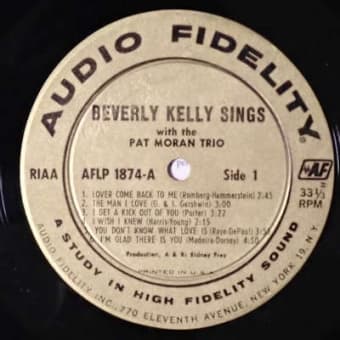 AUDIO FIDELITY®
BEVERLY KELLY SINGS
with the
PAT MORAN TRIO
RIAA AFLP 1874-A Side 1
AF
33⅓
RPM
1 - LOVER COME BACK TO ME (Romberg-Hammerstein) 3:45
2 - THE MAN I LOVE (G. & I. Gershwin) 3:00
3 - I GET A KICK OUT OF YOU (Porter) 3:22
4 - I WISH I KNEW (Harris-Young)
5 - YOU DON'T KNOW WHAT LOVE IS (Raye-DePaul)
6 - I'M GLAD THERE IS YOU (Madeira-Dorsey) 4:50
Production, A & R: Sidney Frey
PRINTED IN U.S.A.
A STUDY IN HIGH FIDELITY SOUND
AUDIO FIDELITY INC., 770 ELEVENTH AVENUE, NEW YORK 19, N.Y.